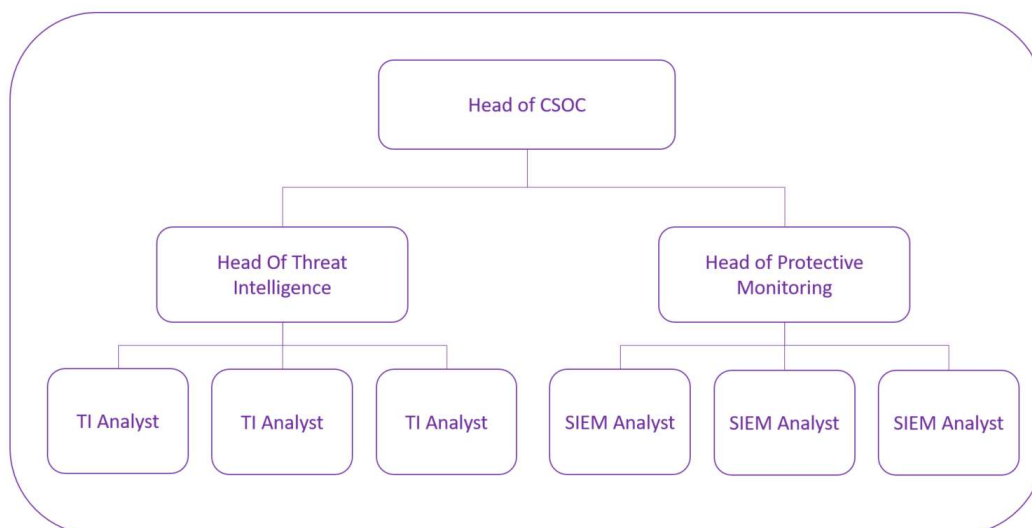 Head of CSOC
Head Of Threat
Intelligence
Head of Protective
Monitoring
TI Analyst
TI Analyst
TI Analyst
SIEM Analyst
SIEM Analyst
SIEM Analyst